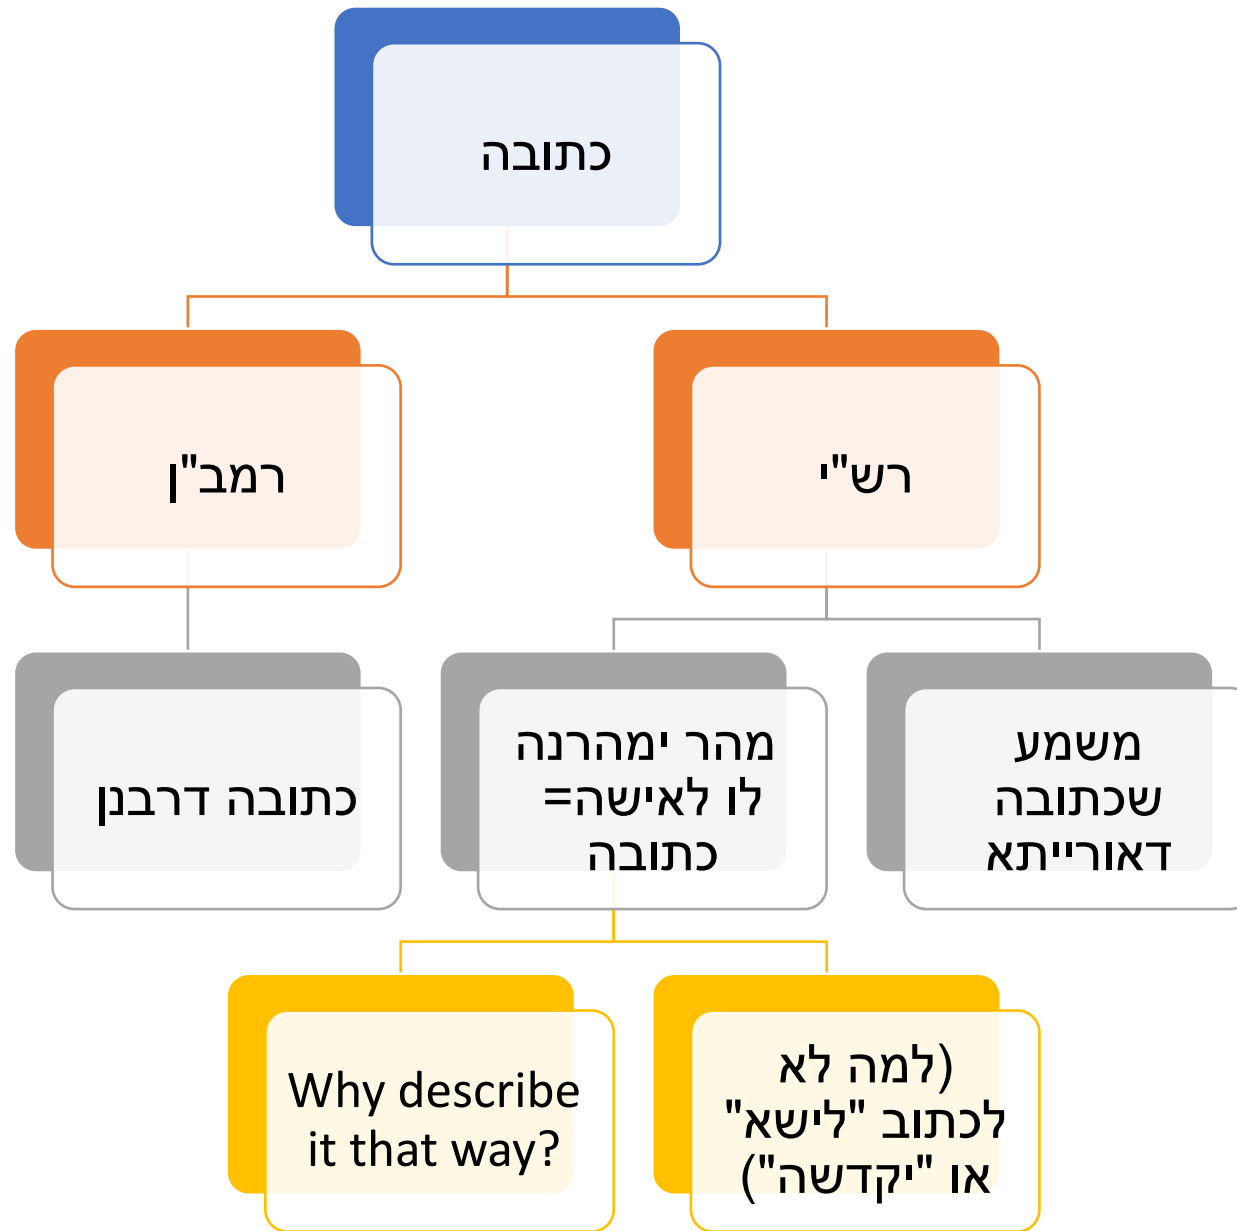 כתובה
רש"י
רמב"ן
משמע
שכתובה
דאורייתא
מהר ימהרנה
לו לאישה=
כתובה
כתובה דרבנן
(למה לא
לכתוב "לישא"
או "יקדשה")
Why describe
it that way?